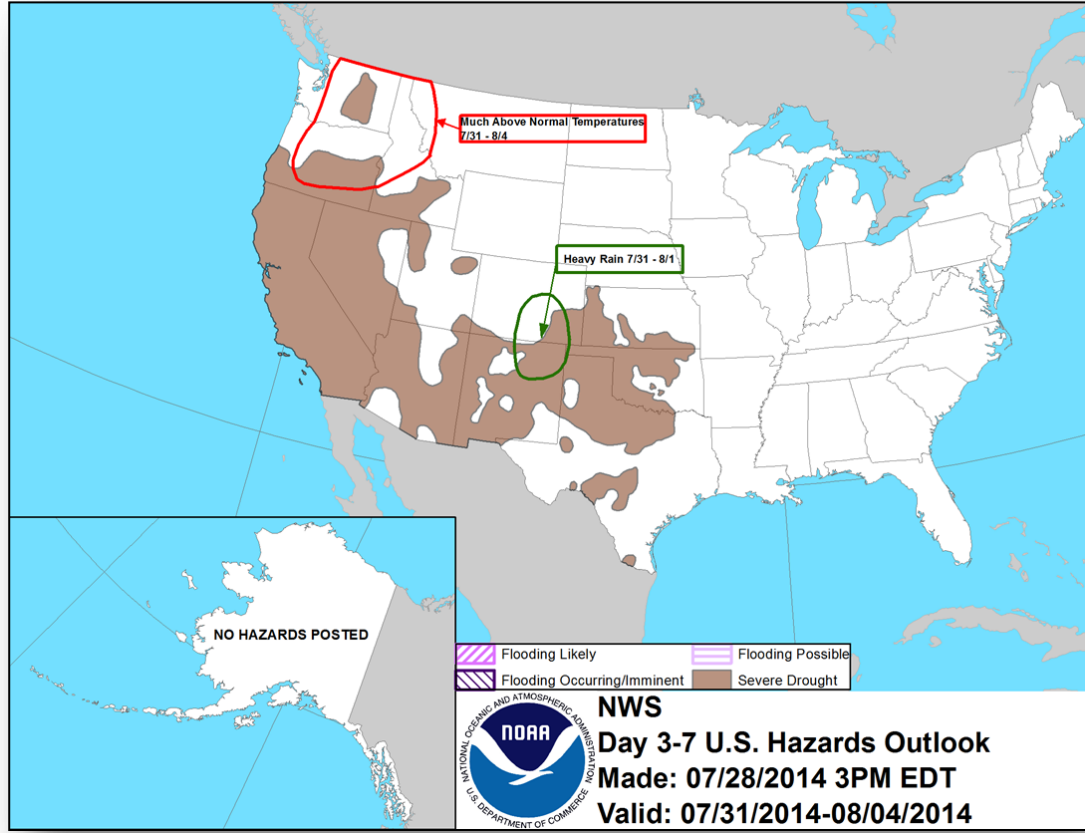 Much Above Normal Temperatures
7/31 - 8/4
Heavy Rain 7/31 - 8/1
NO HAZARDS POSTED
Flooding Likely
Flooding Possible
Flooding Occurring/Imminent
Severe Drought
NATIONAL OCEANIC AND ATMOSPHERIC ADMINISTRATION
NOAA
U.S. DEPARTMENT OF COMMERCE
NWS
Day 3-7 U.S. Hazards Outlook
Made: 07/28/2014 3PM EDT
Valid: 07/31/2014-08/04/2014